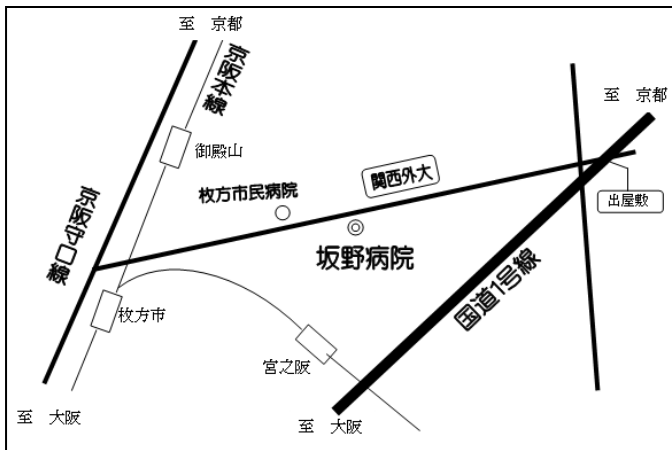 至　京都
京阪本線
至　京都
御殿山
関西外大
枚方市民病院
出屋敷
京阪守口線
坂野病院
国道1号線
枚方市
宮之阪
至　大阪
至　大阪